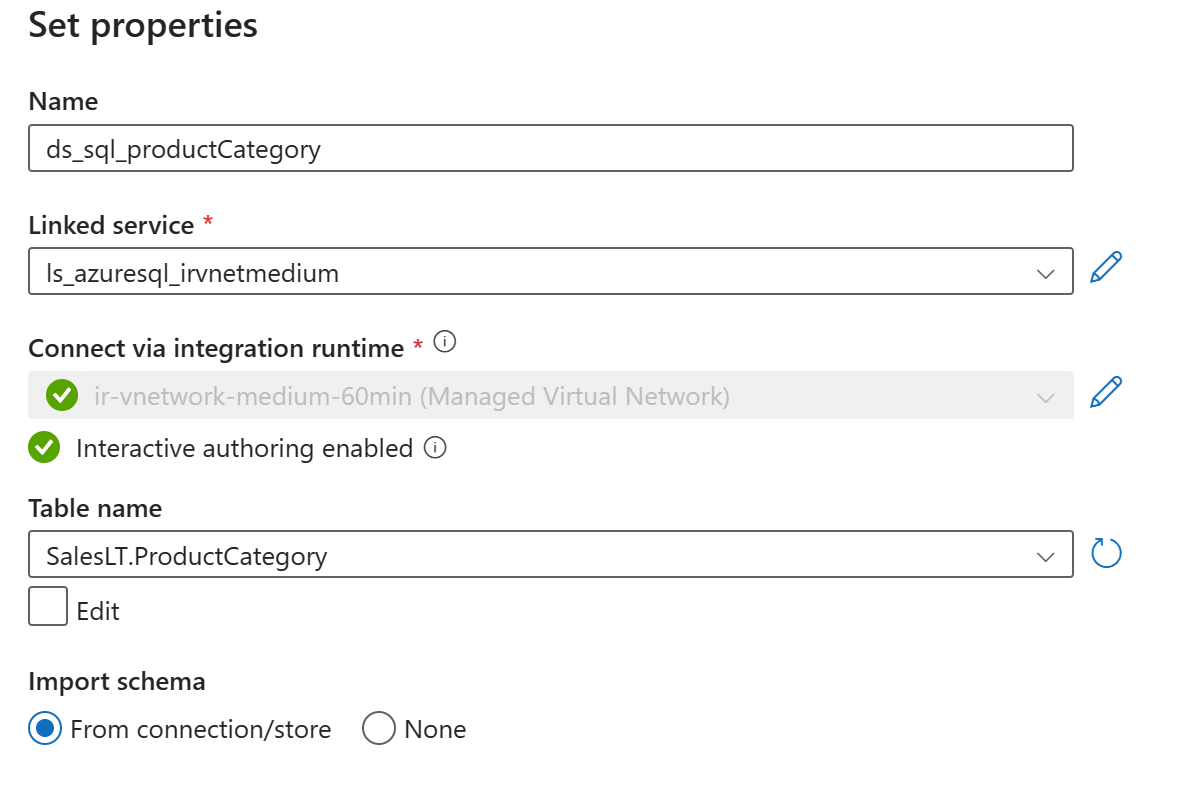 Set properties
Name
ds_sql_productCategory
Linked service *
ls_azuresql_irvnetmedium
Connect via integration runtime *
ir-vnetwork-medium-60min (Managed Virtual Network)
Interactive authoring enabled
Table name
SalesLT.ProductCategory
Edit
Import schema
From connection/store None